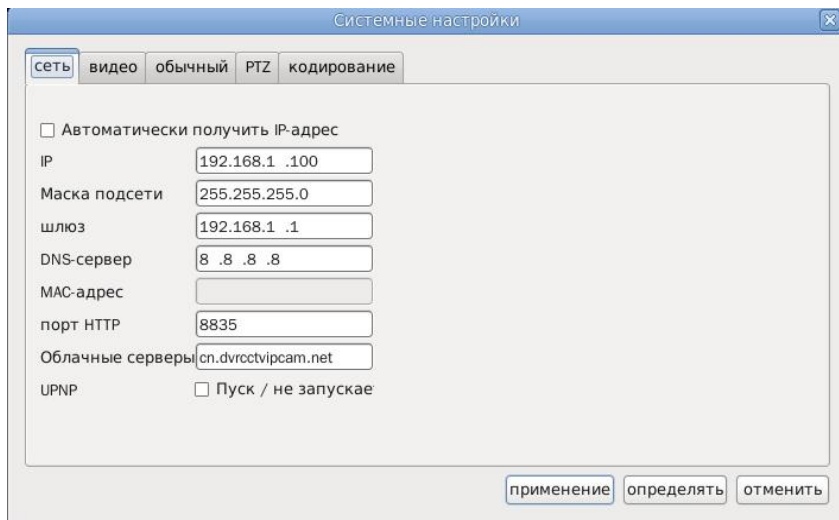 Системные настройки
сеть видео обычный PTZ кодирование
Автоматически получить IP-адрес
IP 192.168.1 .100
Маска подсети 255.255.255.0
шлюз 192.168.1 .1
DNS-сервер 8 .8 .8 .8
MAC-адрес
порт HTTP 8835
Облачные серверы cn.dvrcctvipcam.net
UPNP Пуск / не запускает
применение определять отменить